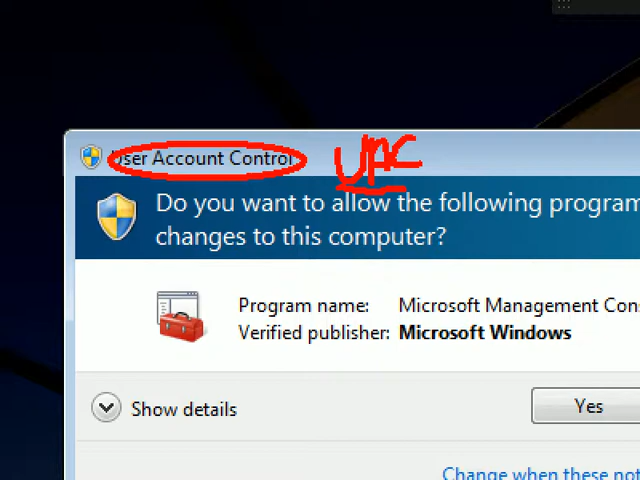 User Account Control UAC
Do you want to allow the following program
changes to this computer?
Program name: Microsoft Management Cons
Verified publisher: Microsoft Windows
Show details
Yes
Change when these not